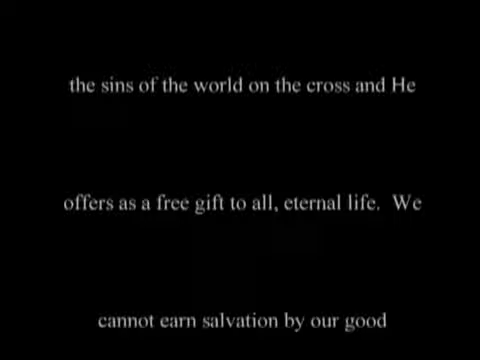 the sins of the world on the cross and He
offers as a free gift to all, eternal life.  We
cannot earn salvation by our good